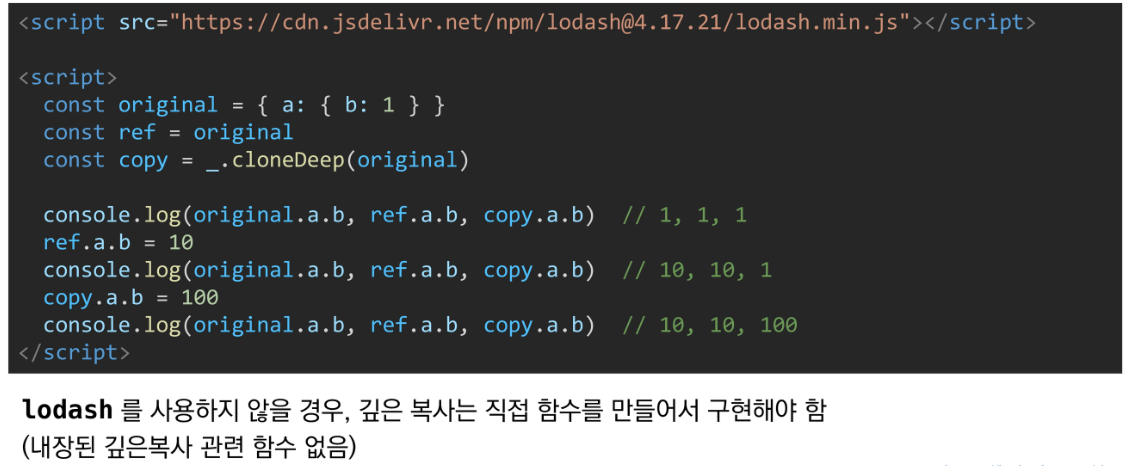 <script src="https://cdn.jsdelivr.net/npm/lodash@4.17.21/lodash.min.js"></script>
<script>
const original = { a: { b: 1 } }
const ref = original
const copy = _.cloneDeep(original)
console.log(original.a.b, ref.a.b, copy.a.b) // 1, 1, 1
ref.a.b = 10
console.log(original.a.b, ref.a.b, copy.a.b) // 10, 10, 1
copy.a.b = 100
console.log(original.a.b, ref.a.b, copy.a.b) // 10, 10, 100
</script>
lodash 를 사용하지 않을 경우, 깊은 복사는 직접 함수를 만들어서 구현해야 함
(내장된 깊은복사 관련 함수 없음)